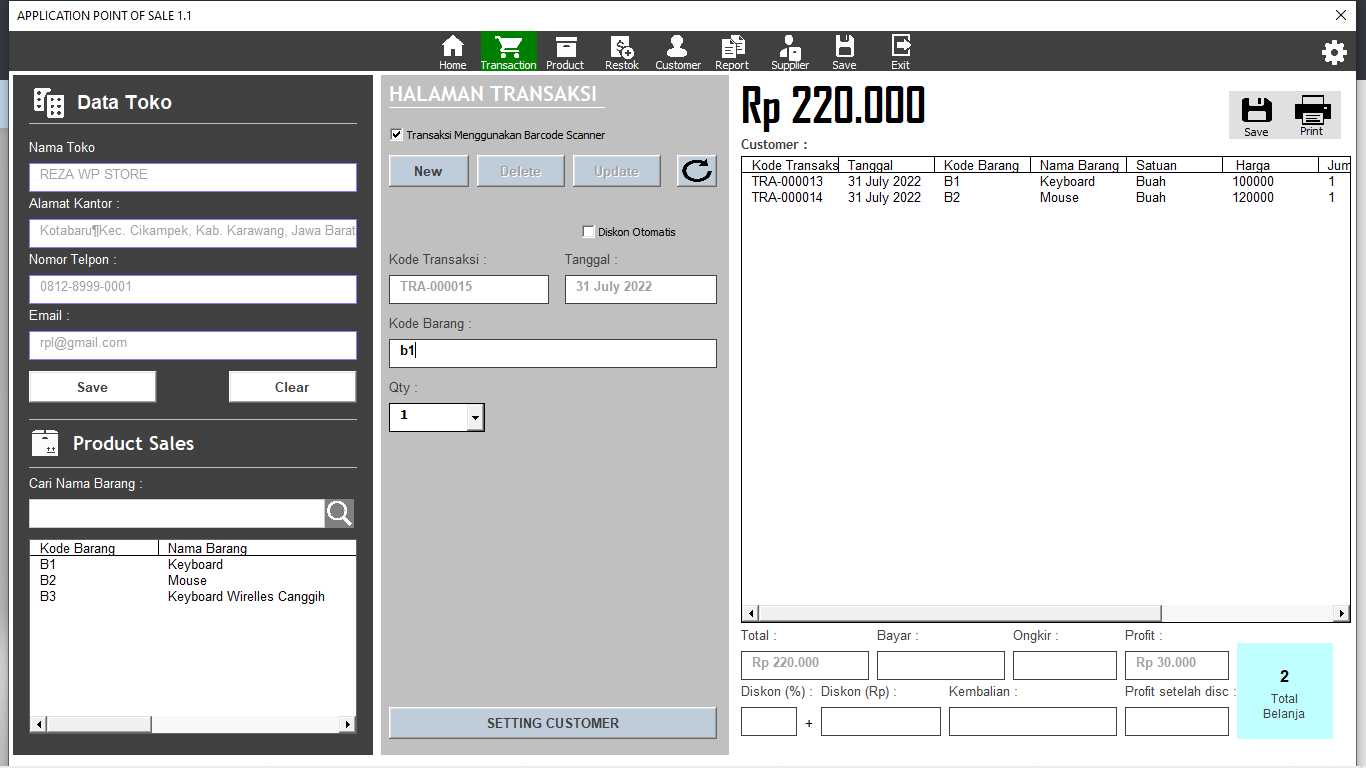 APPLICATION POINT OF SALE 1.1
Home Transaction Product Restok Customer Report Supplier Save Exit
Data Toko
Nama Toko
REZA WP STORE
Alamat Kantor :
Kotabaru¶Kec. Cikampek, Kab. Karawang, Jawa Barat
Nomor Telpon :
0812-8999-0001
Email :
rpl@gmail.com
Save Clear
Product Sales
Cari Nama Barang :
Kode Barang Nama Barang
B1 Keyboard
B2 Mouse
B3 Keyboard Wirelles Canggih
HALAMAN TRANSAKSI
Transaksi Menggunakan Barcode Scanner
New Delete Update
Diskon Otomatis
Kode Transaksi : Tanggal :
TRA-000015 31 July 2022
Kode Barang :
b1
Qty :
1
SETTING CUSTOMER
Rp 220.000
Save Print
Customer :
Kode Transaks Tanggal Kode Barang Nama Barang Satuan Harga Jum
TRA-000013 31 July 2022 B1 Keyboard Buah 100000 1
TRA-000014 31 July 2022 B2 Mouse Buah 120000 1
Total : Bayar : Ongkir : Profit :
Rp 220.000 Rp 30.000
Diskon (%) : Diskon (Rp) : Kembalian : Profit setelah disc :
+
2
Total
Belanja